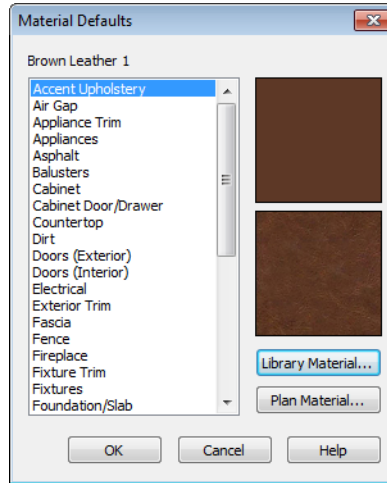 Material Defaults
Brown Leather 1
Accent Upholstery
Air Gap
Appliance Trim
Appliances
Asphalt
Balusters
Cabinet
Cabinet Door/Drawer
Countertop
Dirt
Doors (Exterior)
Doors (Interior)
Electrical
Exterior Trim
Fascia
Fence
Fireplace
Fixture Trim
Fixtures
Foundation/Slab
Library Material...
Plan Material...
OK Cancel Help